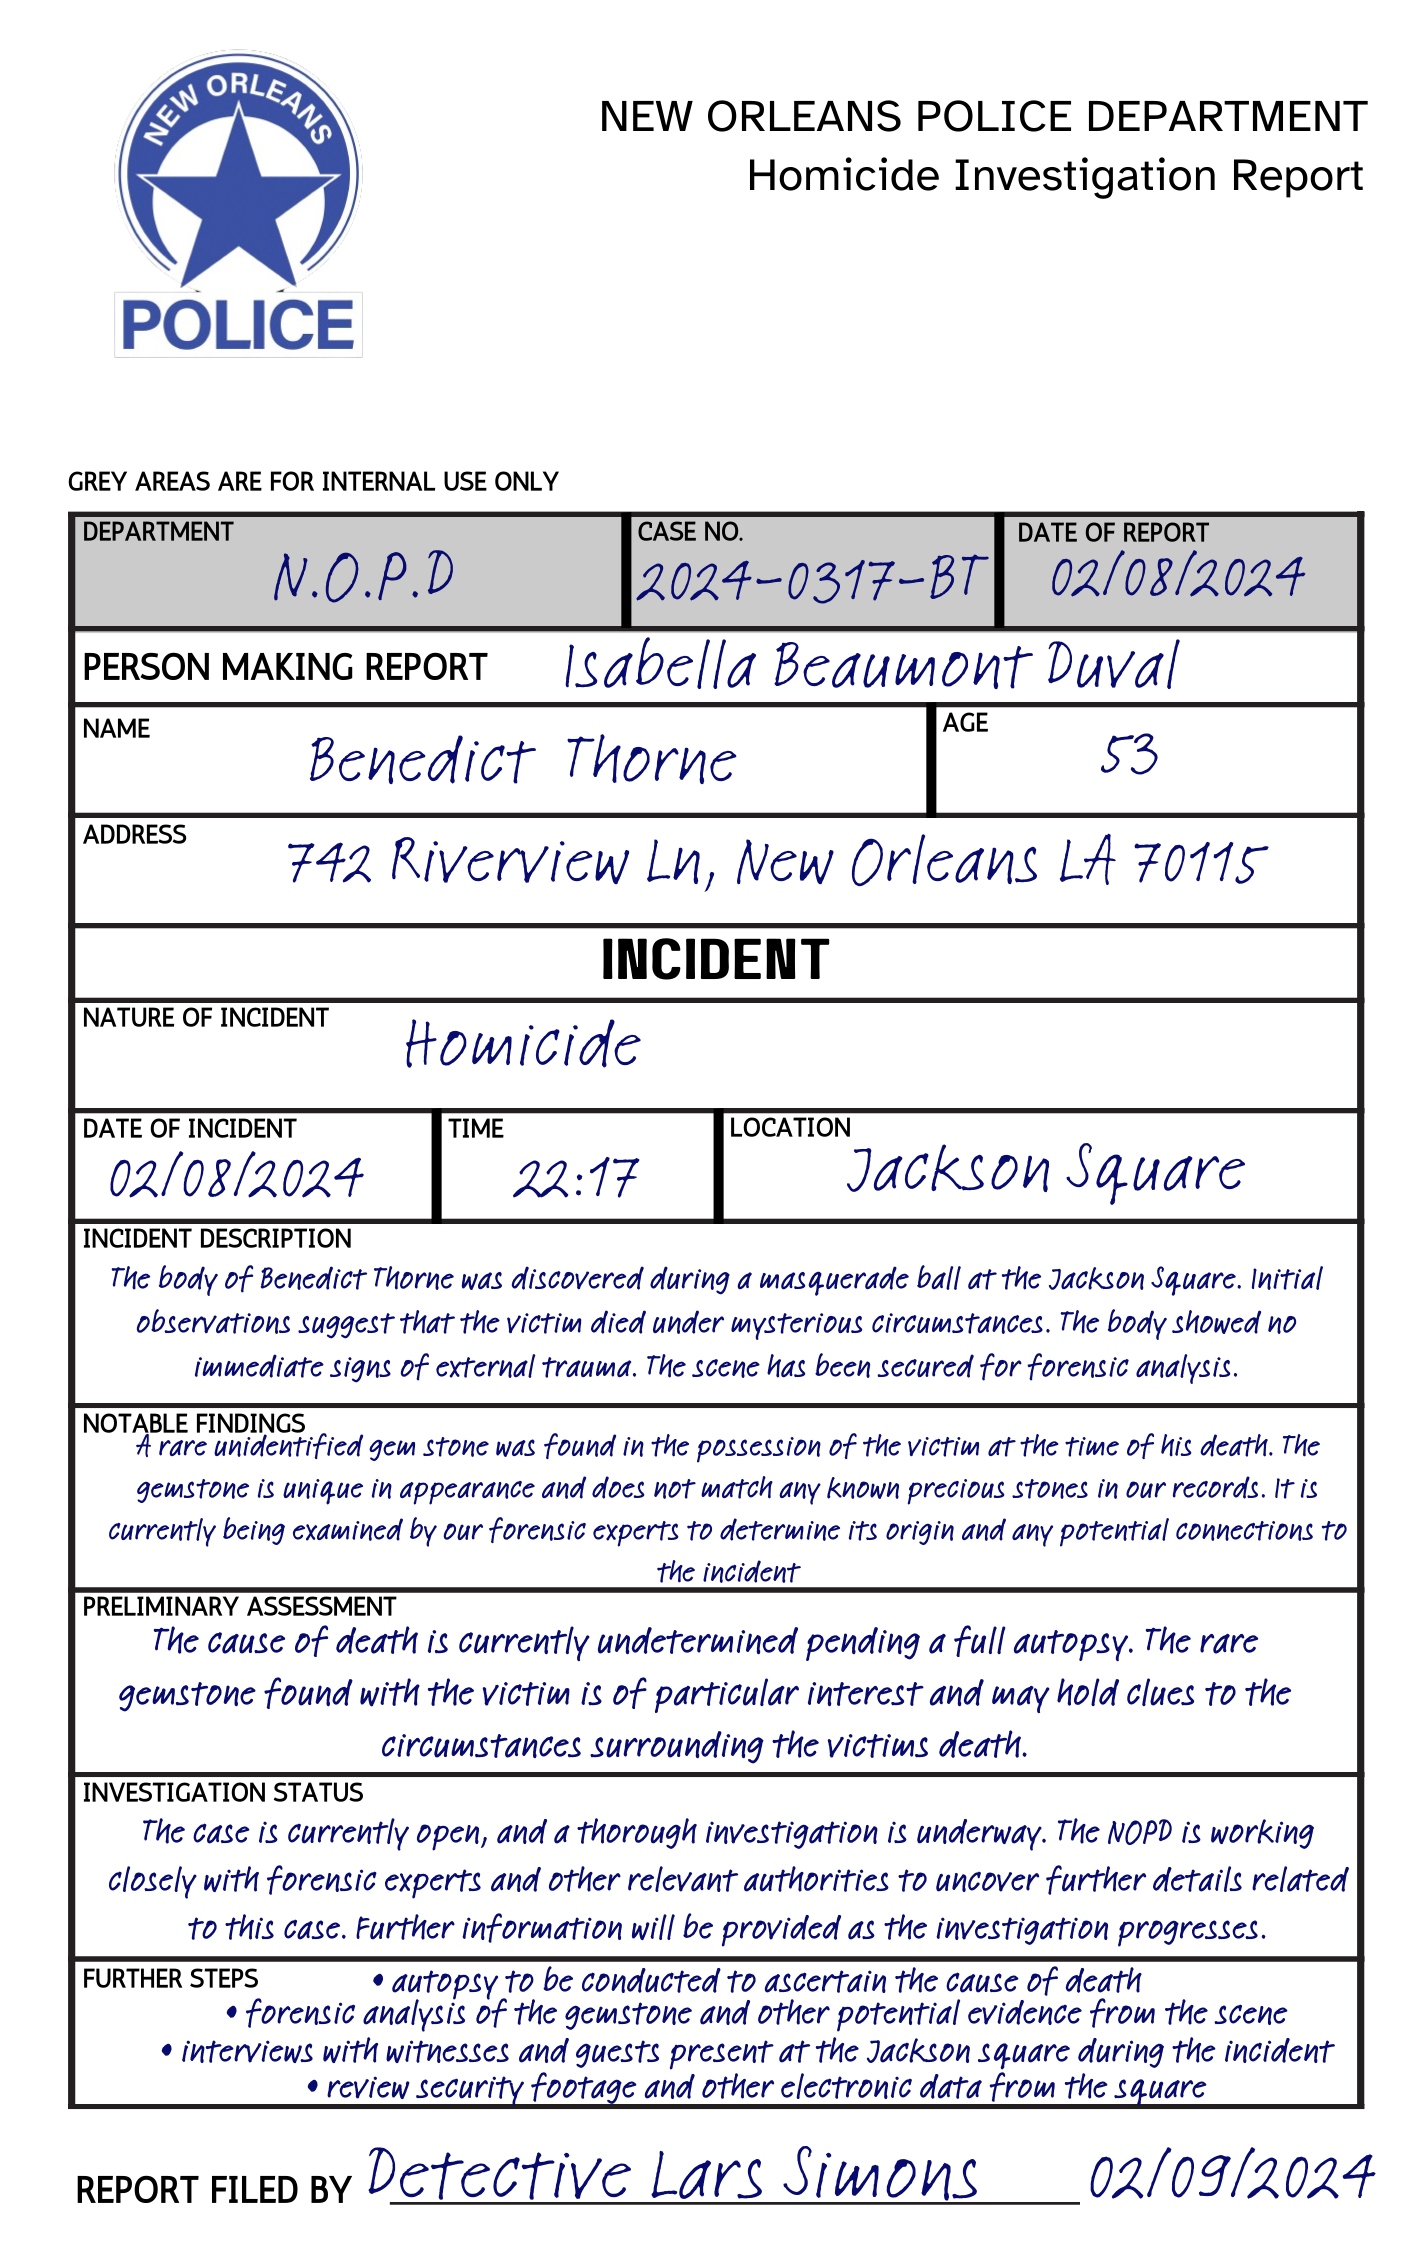 NEW ORLEANS
POLICE
NEW ORLEANS POLICE DEPARTMENT
Homicide Investigation Report
GREY AREAS ARE FOR INTERNAL USE ONLY
DEPARTMENT
N.O.P.D
CASE NO.
2024-0317-BT
DATE OF REPORT
02/08/2024
PERSON MAKING REPORT Isabella Beaumont Duval
NAME
Benedict Thorne
AGE
53
ADDRESS
742 Riverview Ln, New Orleans LA 70115
INCIDENT
NATURE OF INCIDENT
Homicide
DATE OF INCIDENT
02/08/2024
TIME
22:17
LOCATION
Jackson Square
INCIDENT DESCRIPTION
The body of Benedict Thorne was discovered during a masquerade ball at the Jackson Square. Initial
observations suggest that the victim died under mysterious circumstances. The body showed no
immediate signs of external trauma. The scene has been secured for forensic analysis.
NOTABLE FINDINGS
A rare unidentified gem stone was found in the possession of the victim at the time of his death. The
gemstone is unique in appearance and does not match any known precious stones in our records. It is
currently being examined by our forensic experts to determine its origin and any potential connections to
the incident
PRELIMINARY ASSESSMENT
The cause of death is currently undetermined pending a full autopsy. The rare
gemstone found with the victim is of particular interest and may hold clues to the
circumstances surrounding the victims death.
INVESTIGATION STATUS
The case is currently open, and a thorough investigation is underway. The NOPD is working
closely with forensic experts and other relevant authorities to uncover further details related
to this case. Further information will be provided as the investigation progresses.
FURTHER STEPS
• autopsy to be conducted to ascertain the cause of death
• forensic analysis of the gemstone and other potential evidence from the scene
• interviews with witnesses and guests present at the Jackson square during the incident
• review security footage and other electronic data from the square
REPORT FILED BY Detective Lars Simons 02/09/2024